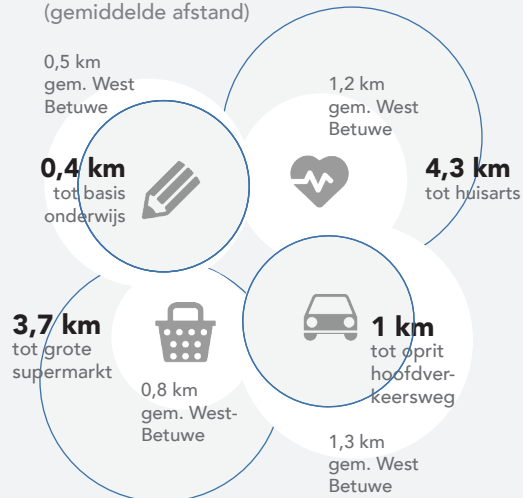 (gemiddelde afstand)
0,5 km
gem. West
Betuwe
1,2 km
gem. West
Betuwe
0,4 km
tot basis
onderwijs
4,3 km
tot huisarts
3,7 km
tot grote
supermarkt
1 km
tot oprit
hoofdver-
keersweg
0,8 km
gem. West-
Betuwe
1,3 km
gem. West
Betuwe